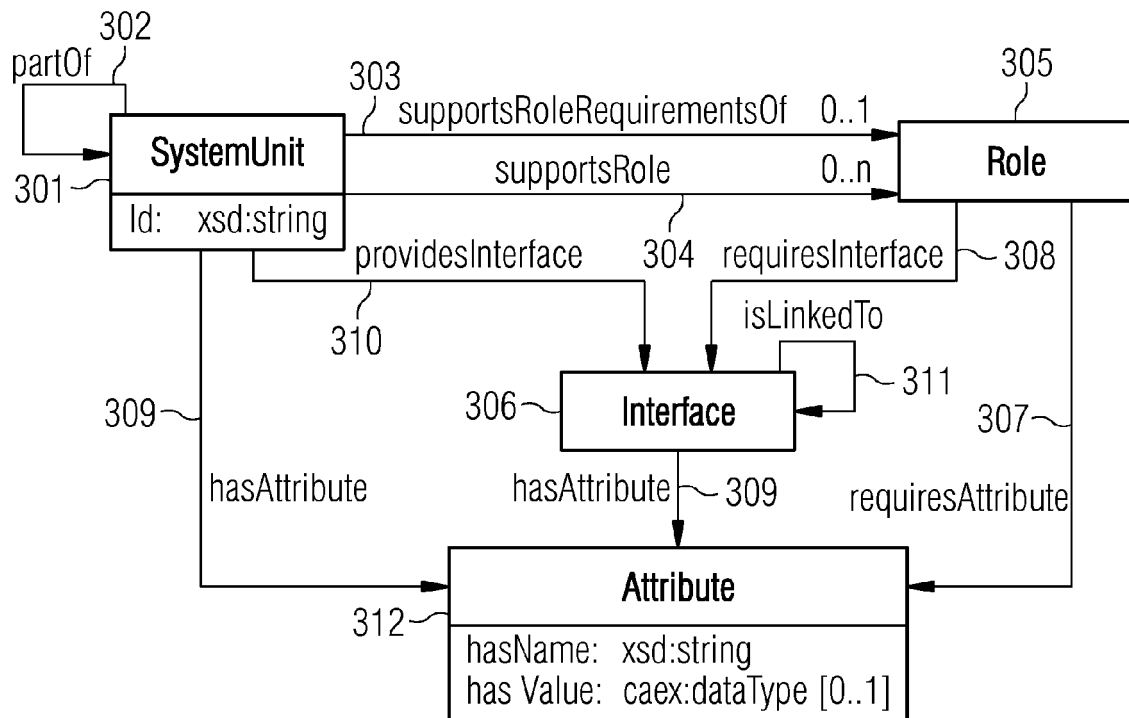 302
partOf
303
305
supportsRoleRequirementsOf 0..1
SystemUnit
Role
301
supportsRole 0..n
Id: xsd:string
304
providesInterface
requiresInterface
308
310
isLinkedTo
306
Interface
311
309
307
hasAttribute
hasAttribute
309
requiresAttribute
Attribute
312
hasName: xsd:string
has Value: caex:dataType [0..1]